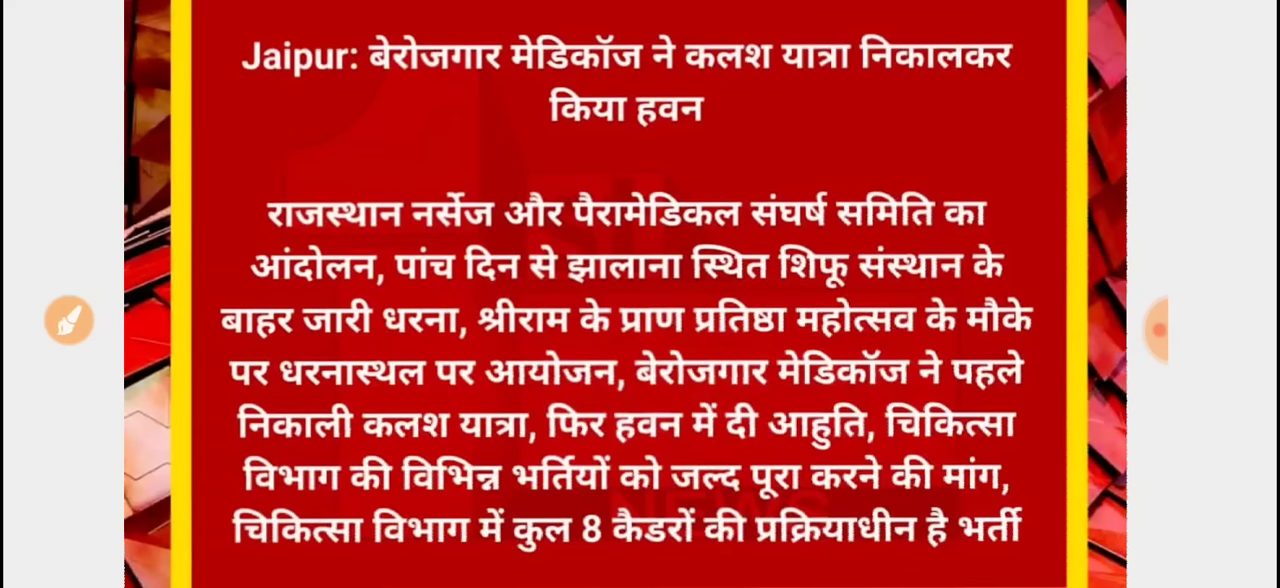 Jaipur: बेरोजगार मेडिकॉज ने कलश यात्रा निकालकर
किया हवन
राजस्थान नर्सेज और पैरामेडिकल संघर्ष समिति का
आंदोलन, पांच दिन से झालाना स्थित शिफू संस्थान के
बाहर जारी धरना, श्रीराम के प्राण प्रतिष्ठा महोत्सव के मौके
पर धरनास्थल पर आयोजन, बेरोजगार मेडिकॉज ने पहले
निकाली कलश यात्रा, फिर हवन में दी आहुति, चिकित्सा
विभाग की विभिन्न भर्तियों को जल्द पूरा करने की मांग,
चिकित्सा विभाग में कुल 8 कैडरों की प्रक्रियाधीन है भर्ती